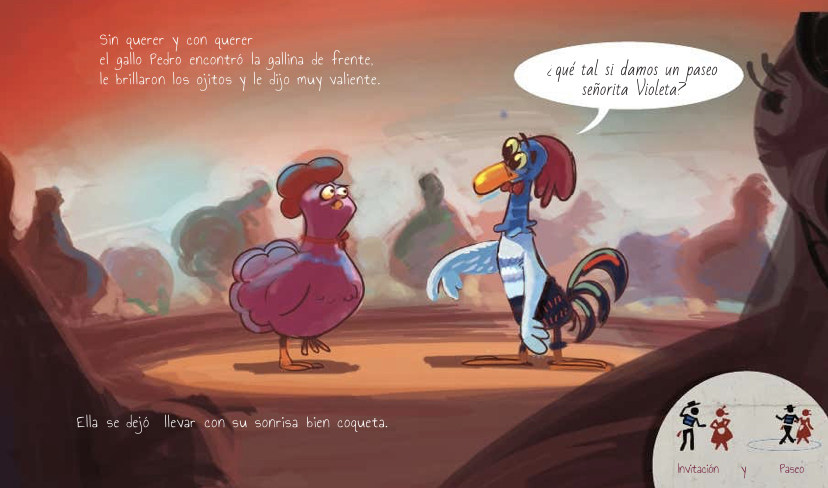 Sin querer y con querer
el gallo Pedro encontró la gallina de frente,
le brillaron los ojitos y le dijo muy valiente.
¿qué tal si damos un paseo
señorita Violeta?
Ella se dejó llevar con su sonrisa bien coqueta.
Invitación y Paseo